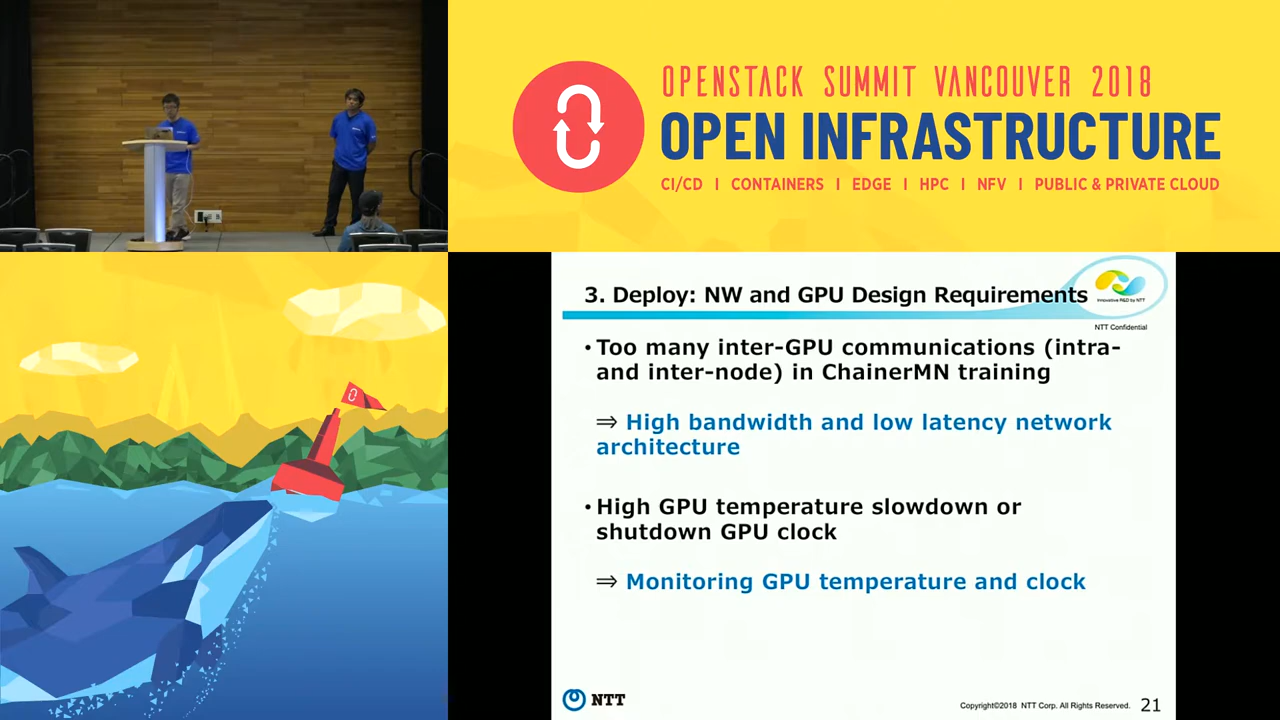 OPENSTACK SUMMIT VANCOUVER 2018
OPEN INFRASTRUCTURE
CI/CD I CONTAINERS I EDGE I HPC I NFV I PUBLIC & PRIVATE CLOUD
3. Deploy: NW and GPU Design Requirements
Innovative R&D by NTT
NTT Confidential
• Too many inter-GPU communications (intra-
and inter-node) in ChainerMN training
⇒ High bandwidth and low latency network
architecture
• High GPU temperature slowdown or
shutdown GPU clock
⇒ Monitoring GPU temperature and clock
NTT
Copyright©2018 NTT Corp. All Rights Reserved.
21